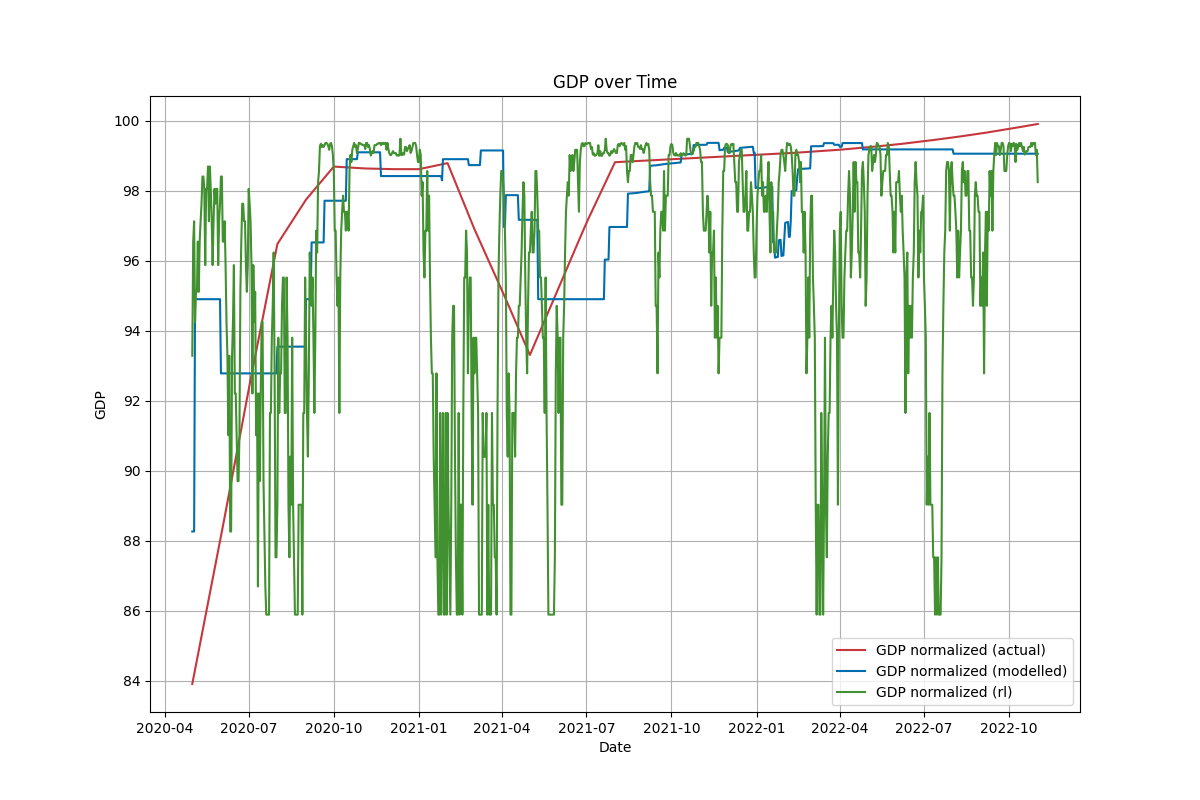 GDP over Time
GDP
100
98
96
94
92
90
88
86
84
GDP normalized (actual)
GDP normalized (modelled)
GDP normalized (rl)
2020-04 2020-07 2020-10 2021-01 2021-04 2021-07 2021-10 2022-01 2022-04 2022-07 2022-10
Date